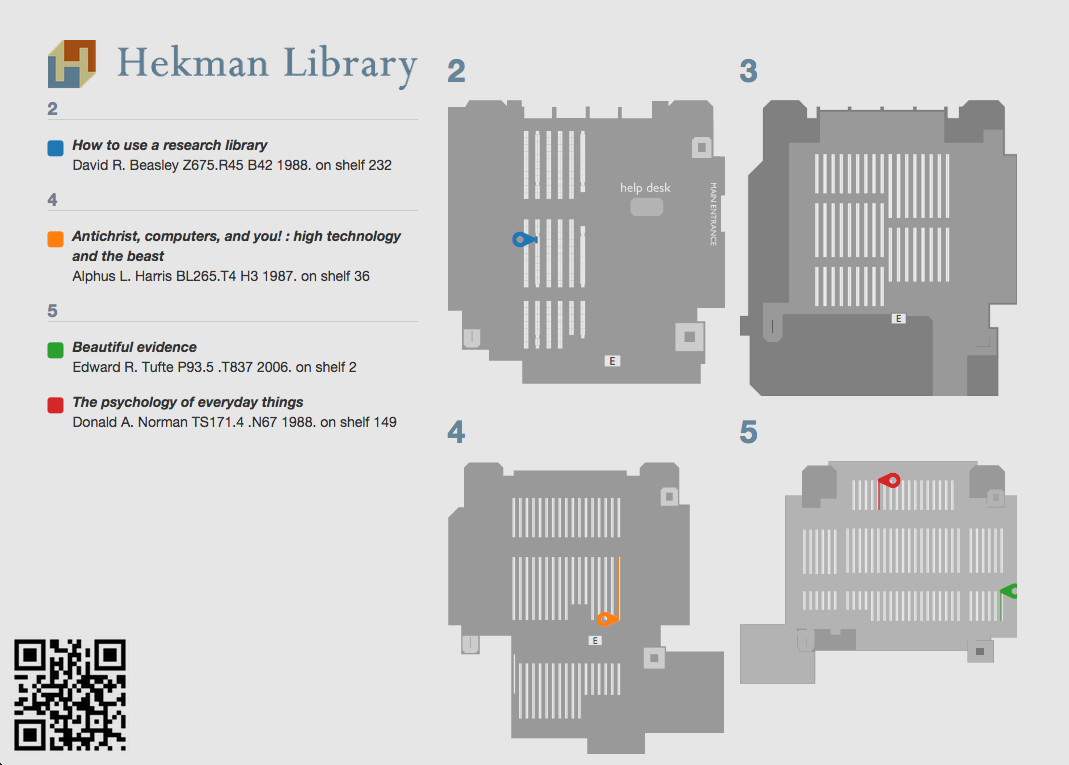 Hekman Library
2
How to use a research library
David R. Beasley Z675.R45 B42 1988. on shelf 232
4
Antichrist, computers, and you! : high technology
and the beast
Alphus L. Harris BL265.T4 H3 1987. on shelf 36
5
Beautiful evidence
Edward R. Tufte P93.5 .T837 2006. on shelf 2
The psychology of everyday things
Donald A. Norman TS171.4 .N67 1988. on shelf 149
2
help desk
MAIN ENTRANCE
E
3
E
4
E
5